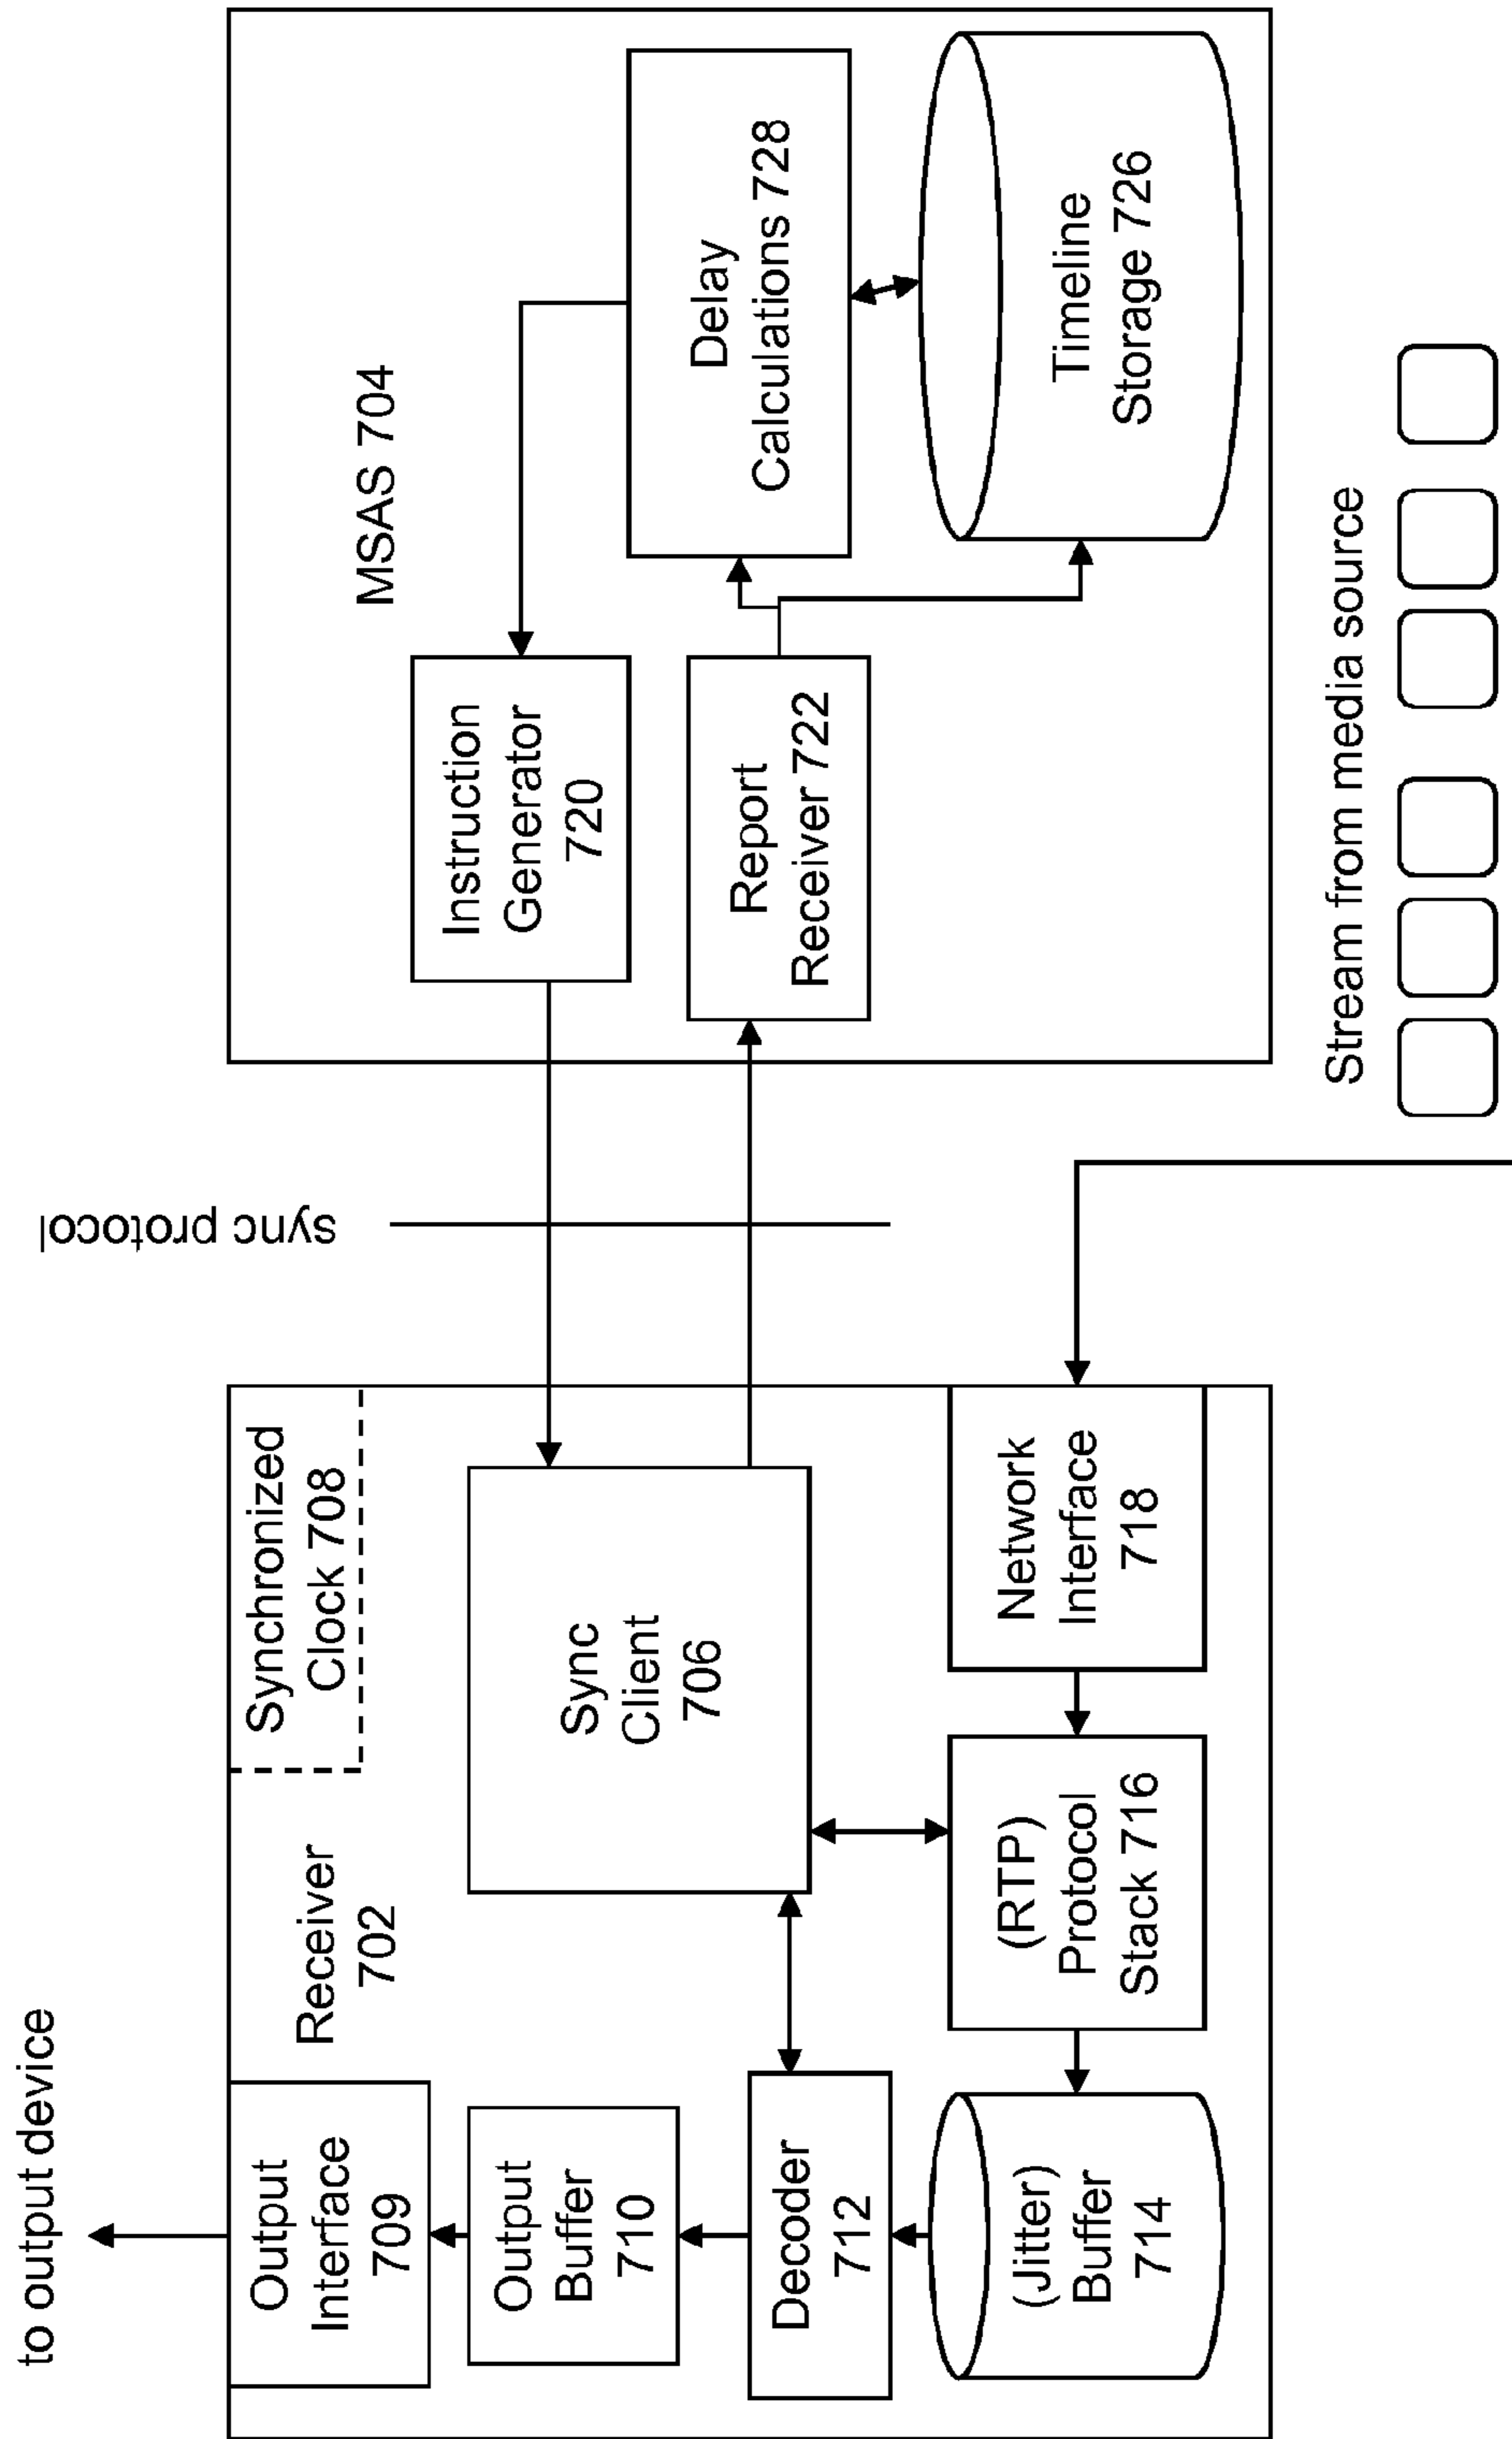 to output device
Output
Interface
709
Output
Buffer
710
Decoder
712
(Jitter)
Buffer
714
Receiver
702
Synchronized
Clock 708
Sync
Client
706
(RTP)
Protocol
Stack 716
Network
Interface
718
sync protocol
MSAS 704
Instruction
Generator
720
Report
Receiver 722
Delay
Calculations 728
Timeline
Storage 726
Stream from media source